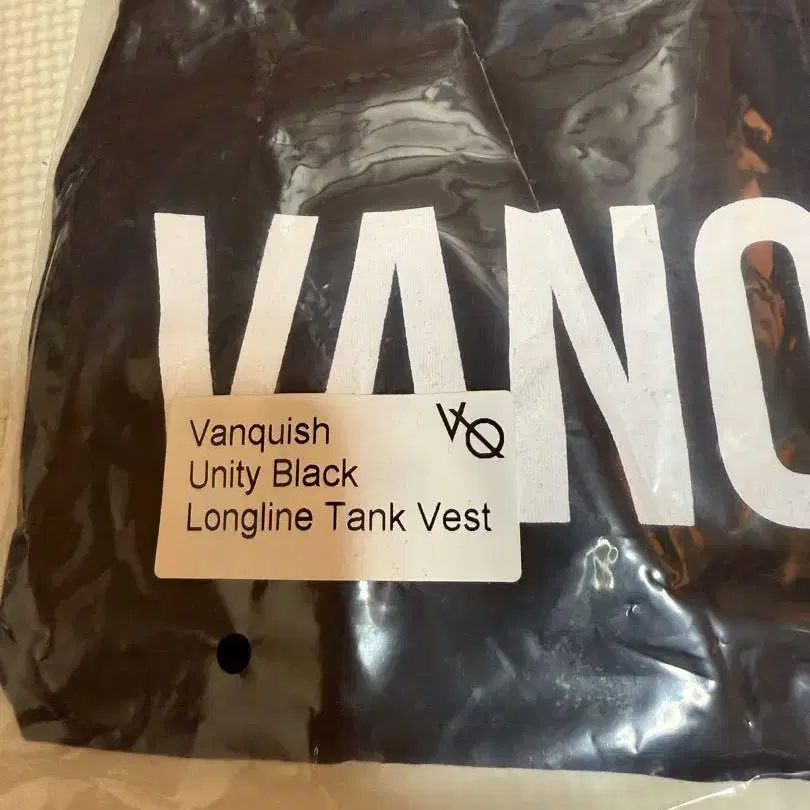 VANQ
Vanquish
VQ
Unity Black
Longline Tank Vest